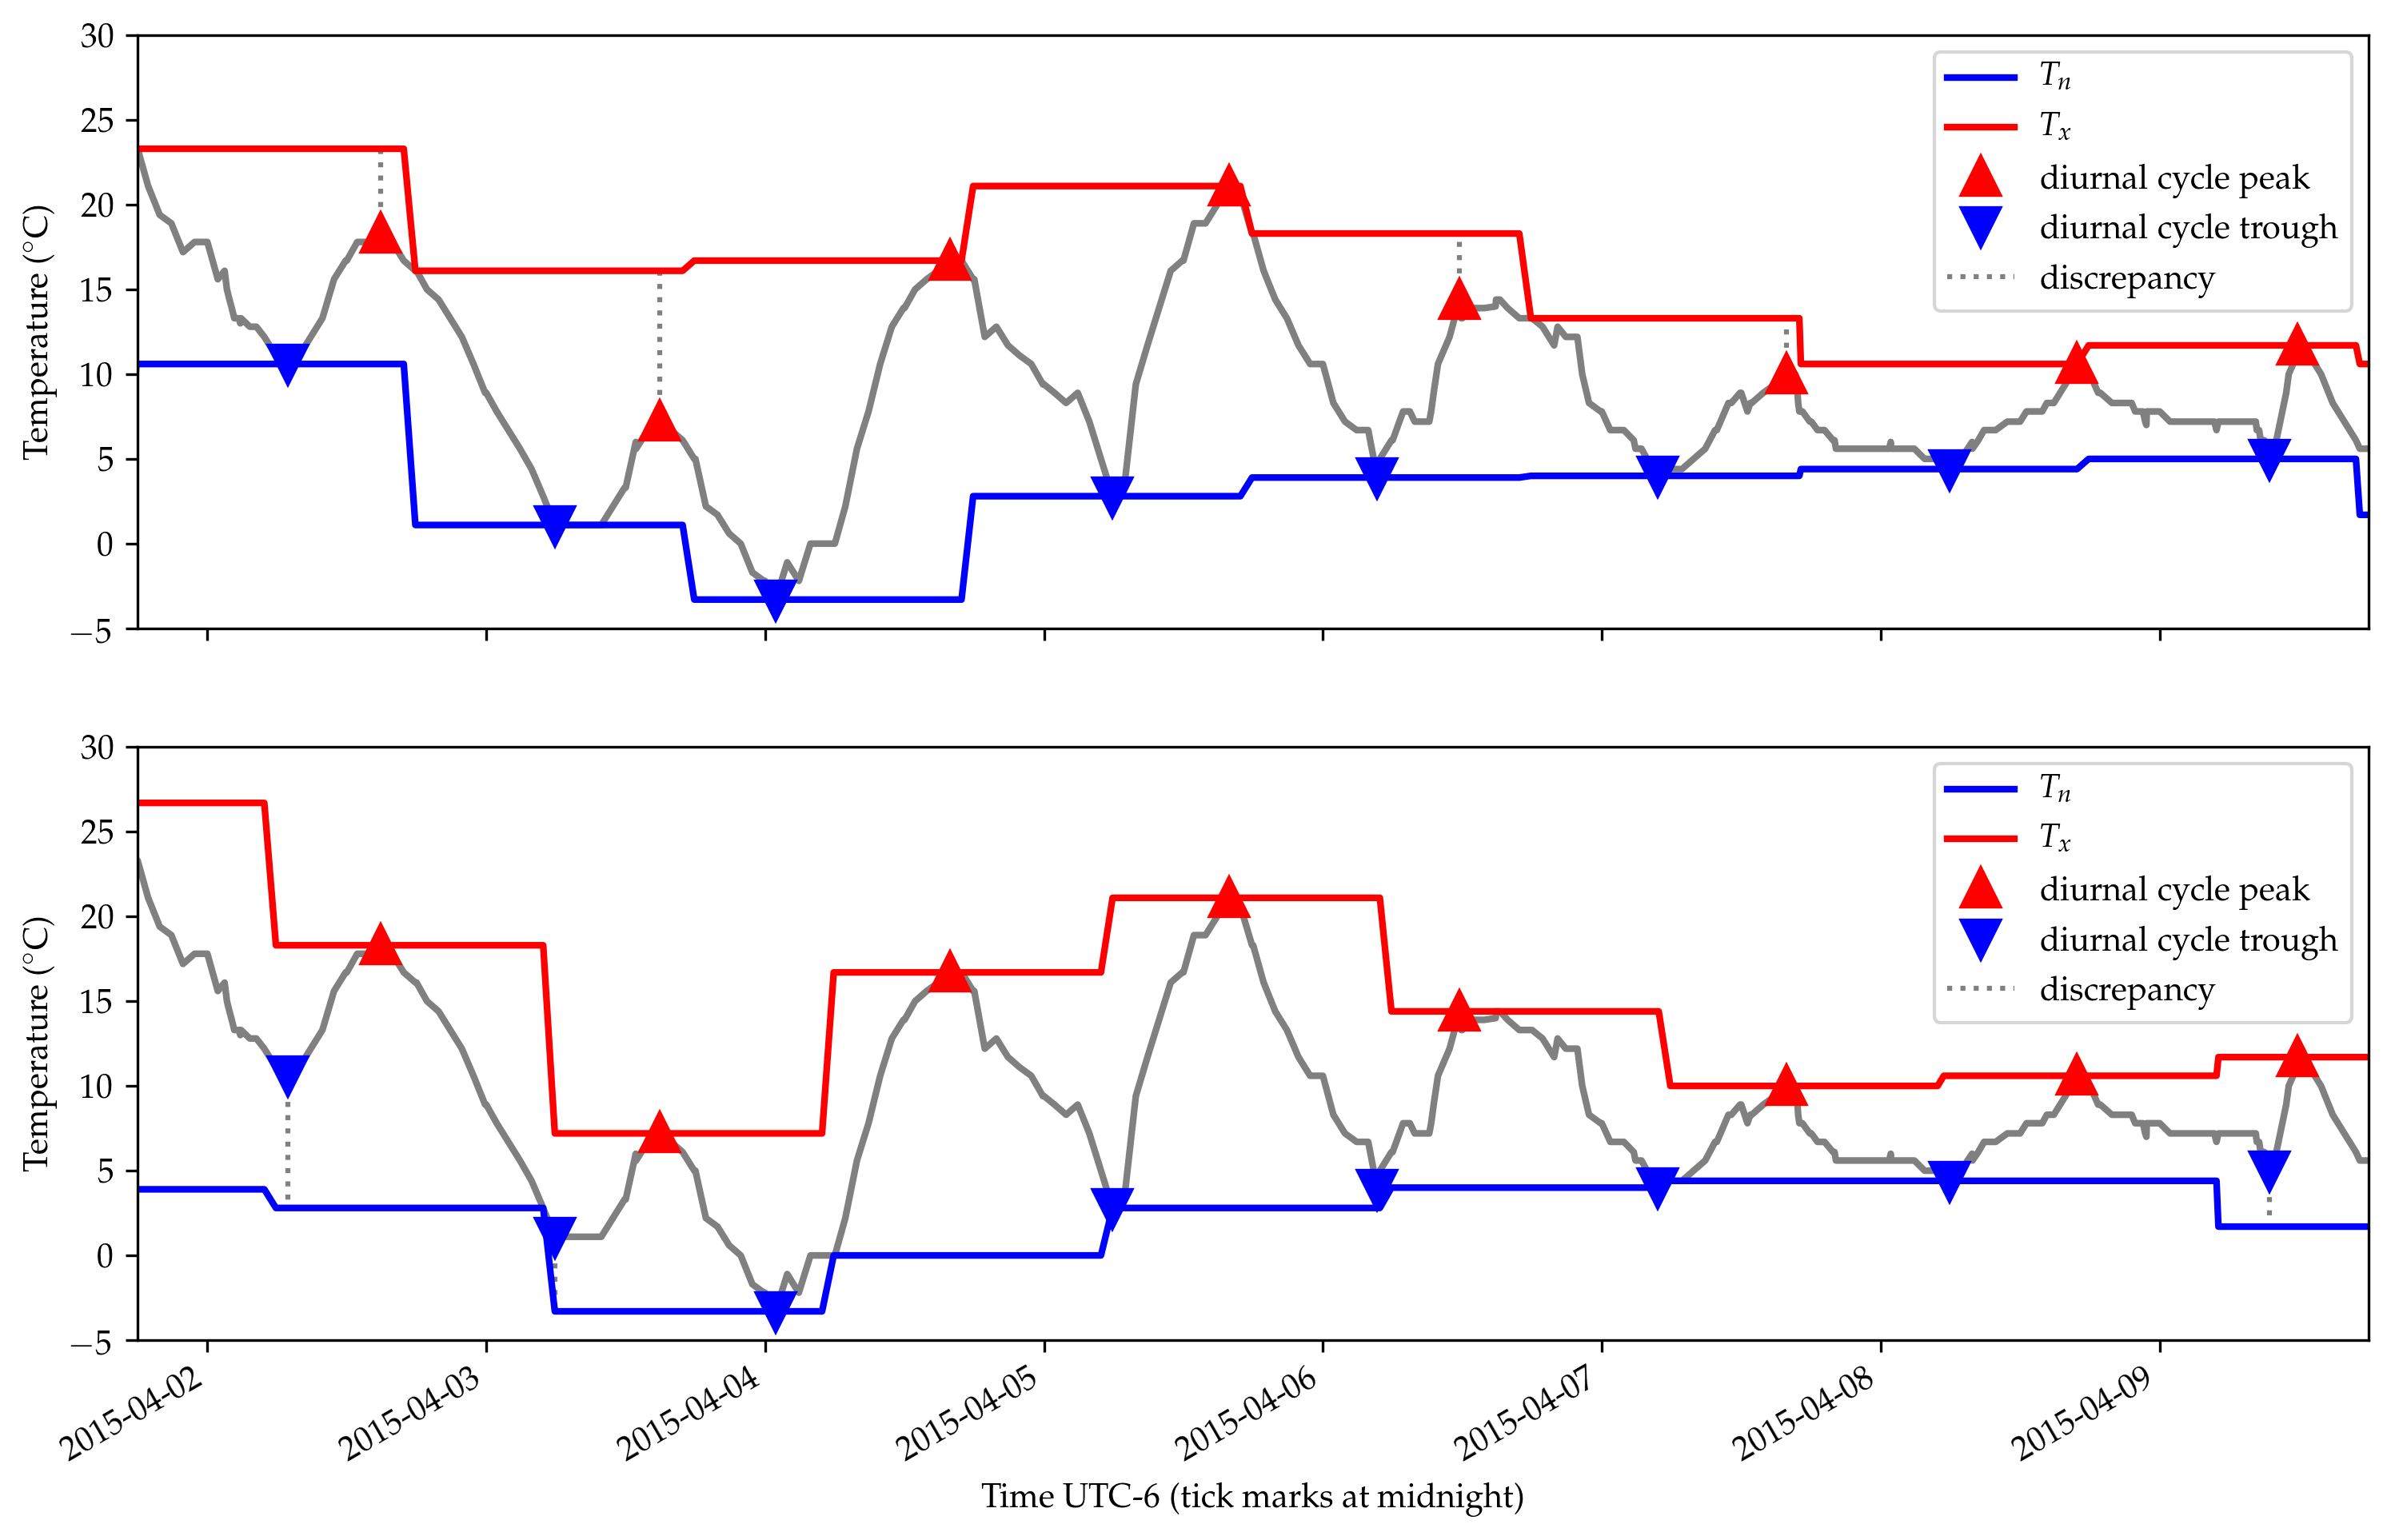 30
25
20
15
10
5
0
−5
Temperature (°C)
T_n
T_x
diurnal cycle peak
diurnal cycle trough
discrepancy
30
25
20
15
10
5
0
−5
Temperature (°C)
T_n
T_x
diurnal cycle peak
diurnal cycle trough
discrepancy
2015-04-02
2015-04-03
2015-04-04
2015-04-05
2015-04-06
2015-04-07
2015-04-08
2015-04-09
Time UTC-6 (tick marks at midnight)